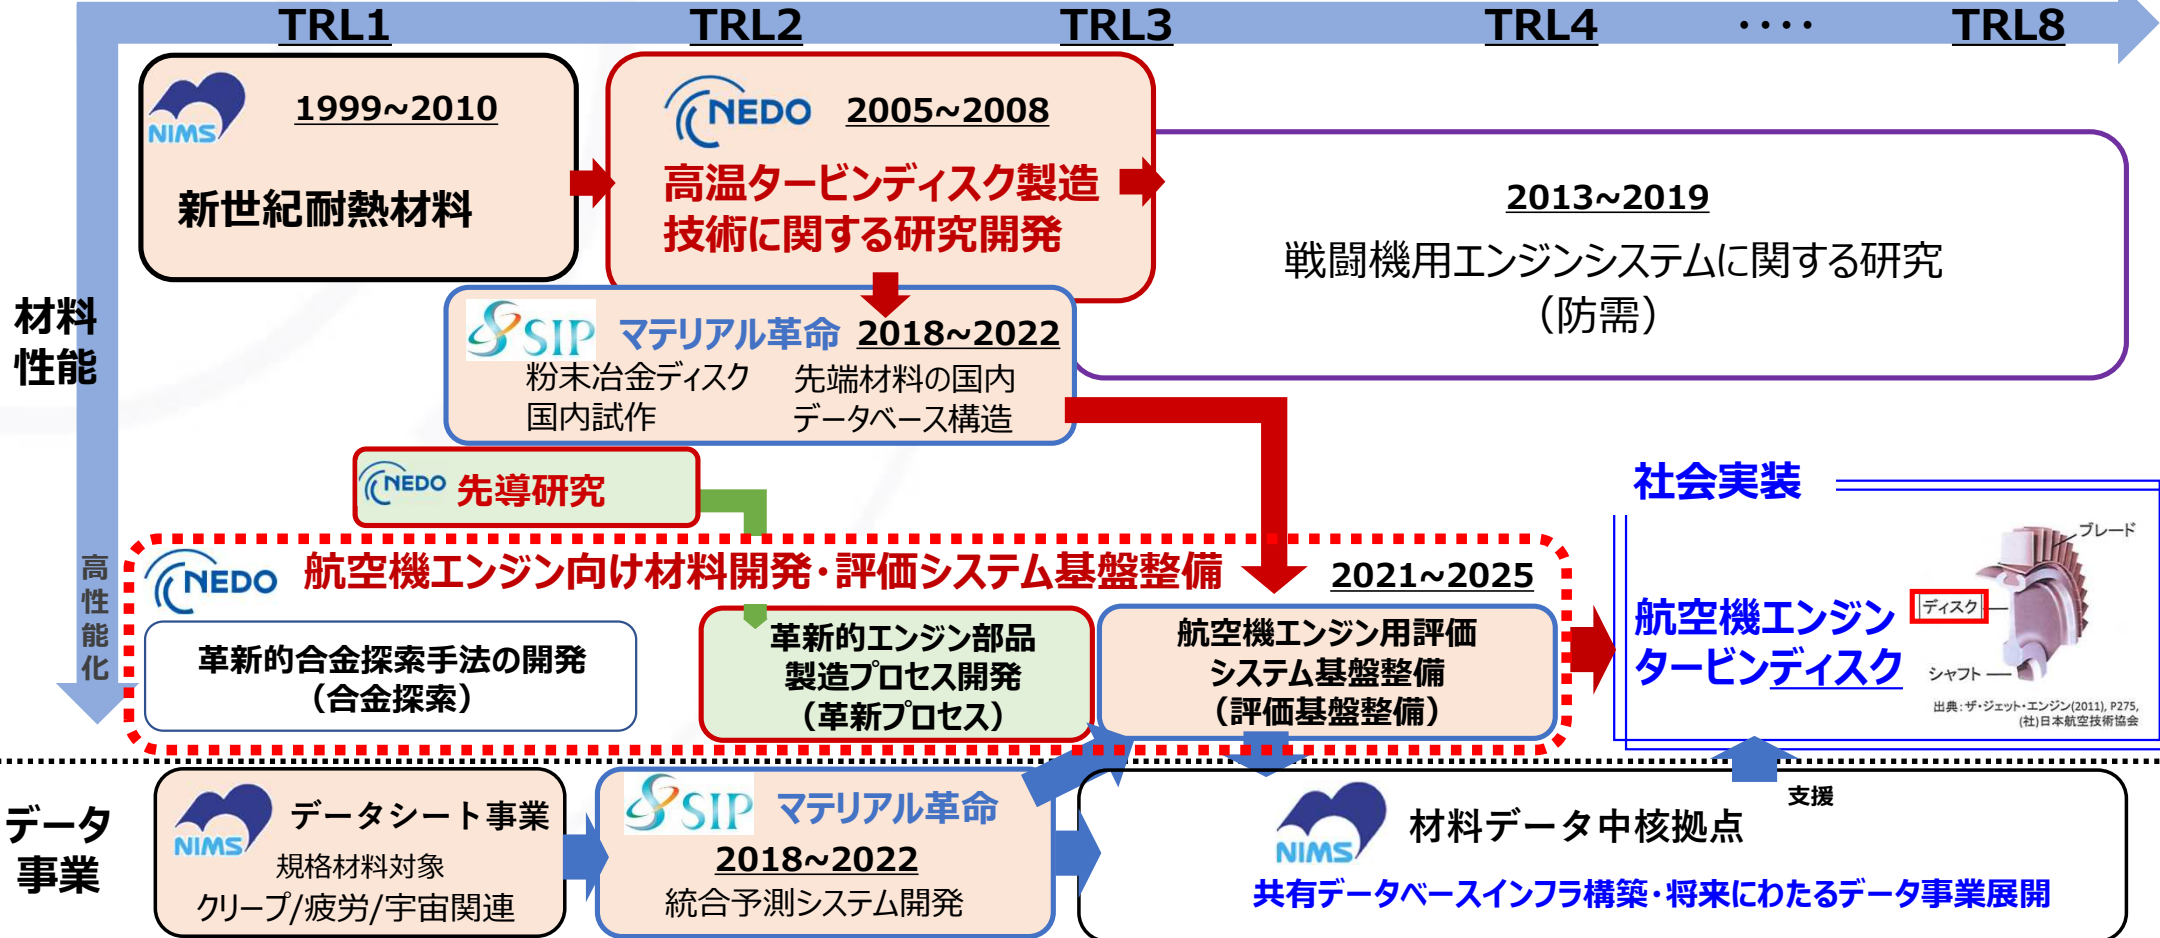 TRL1
TRL2
TRL3
TRL4
・・・・
TRL8
NIMS
1999~2010
新世紀耐熱材料
NEDO
2005~2008
高温タービンディスク製造
技術に関する研究開発
2013~2019
戦闘機用エンジンシステムに関する研究
（防需）
材料
性能
SIP
マテリアル革命
2018~2022
粉末冶金ディスク
国内試作
先端材料の国内
データベース構造
NEDO
先導研究
高
性
能
化
NEDO
航空機エンジン向け材料開発・評価システム基盤整備
2021~2025
革新的合金探索手法の開発
（合金探索）
革新的エンジン部品
製造プロセス開発
（革新プロセス）
航空機エンジン用評価
システム基盤整備
（評価基盤整備）
社会実装
航空機エンジン
タービンディスク
ブレード
ディスク
シャフト
出典：ザ・ジェット・エンジン(2011), P275,
(社)日本航空技術協会
データ
事業
NIMS
データシート事業
規格材料対象
クリープ/疲労/宇宙関連
SIP
マテリアル革命
2018~2022
統合予測システム開発
支援
NIMS
材料データ中核拠点
共有データベースインフラ構築・将来にわたるデータ事業展開